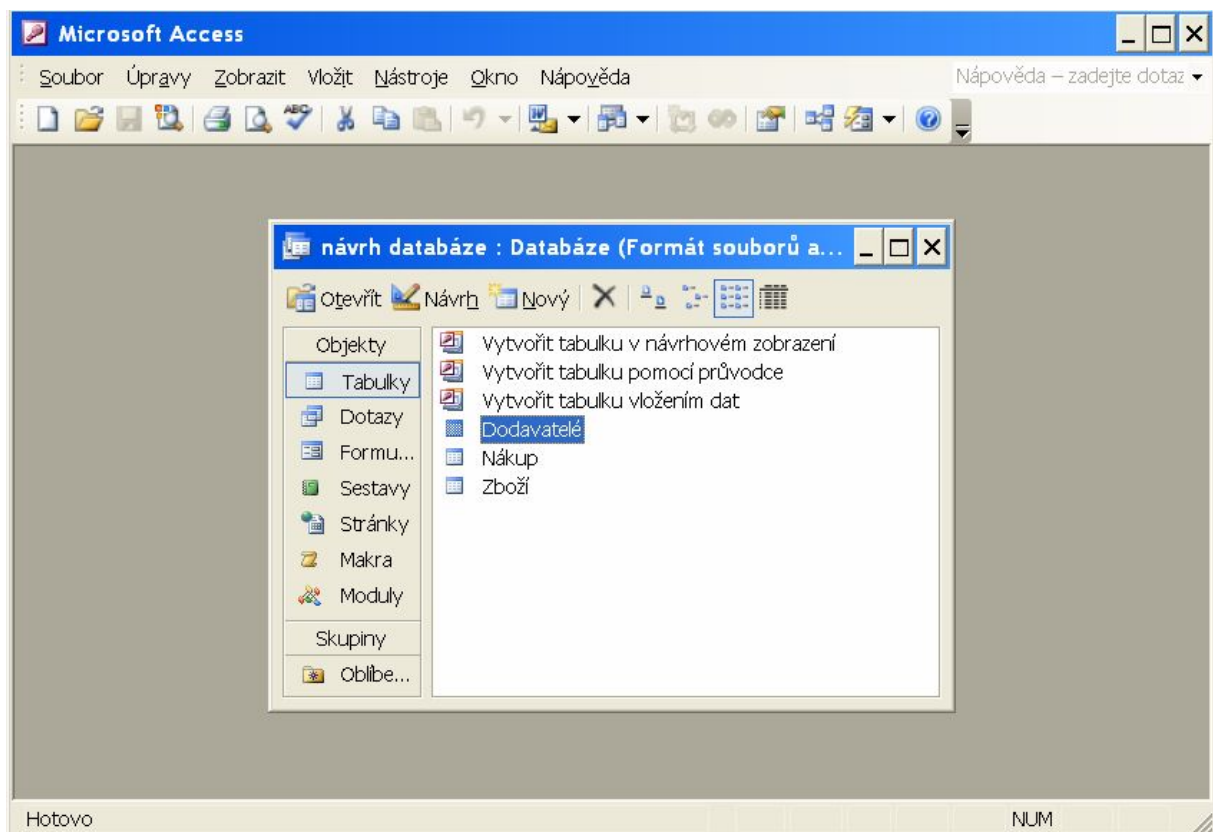 Microsoft Access
Soubor Úpravy Zobrazit Vložit Nástroje Okno Nápověda Nápověda – zadejte dotaz
návrh databáze : Databáze (Formát souborů a...
Otevřít Návrh Nový
Objekty
Tabulky
Dotazy
Formu...
Sestavy
Stránky
Makra
Moduly
Skupiny
Oblíbe...
Vytvořit tabulku v návrhovém zobrazení
Vytvořit tabulku pomocí průvodce
Vytvořit tabulku vložením dat
Dodavatelé
Nákup
Zboží
Hotovo NUM